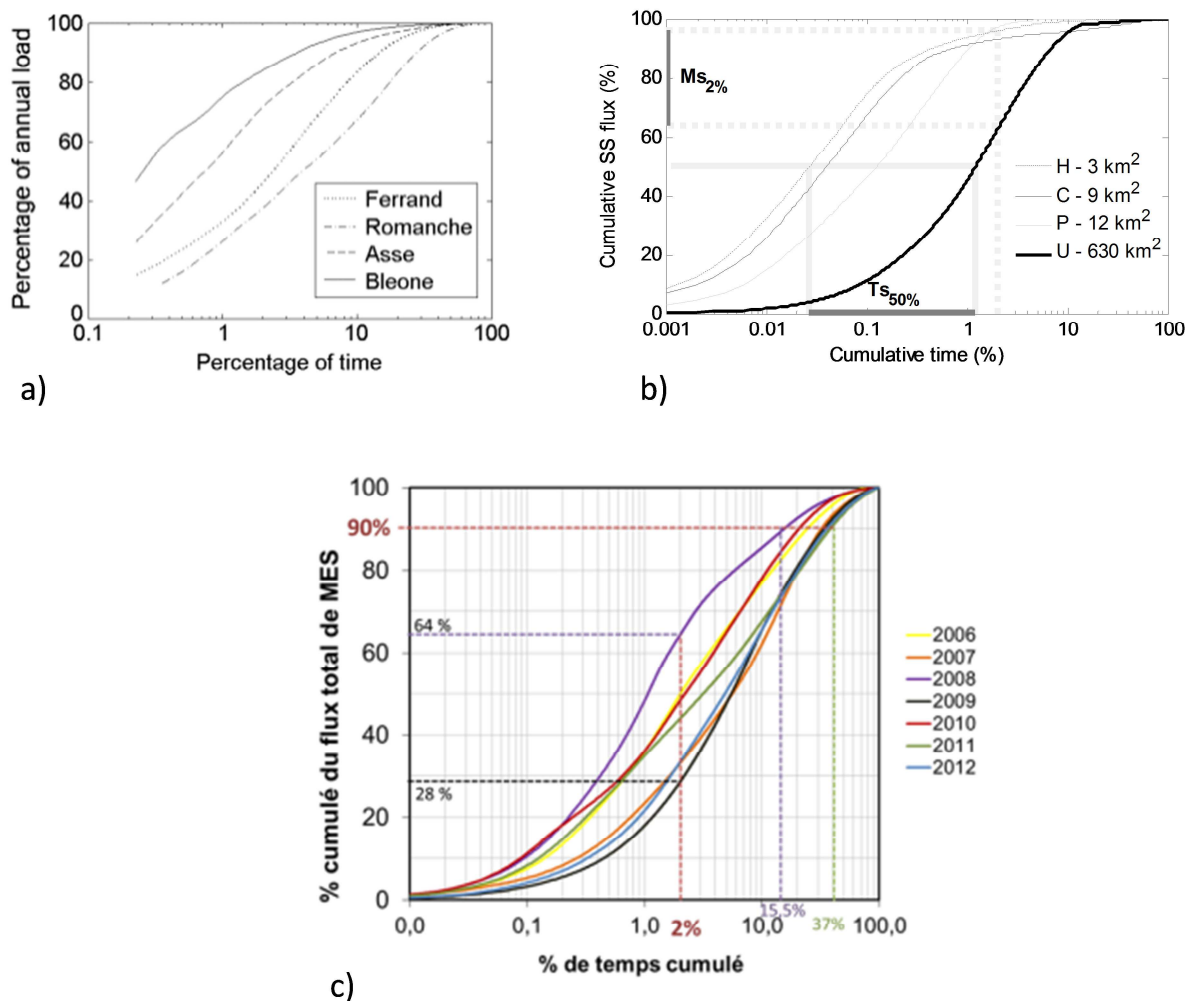 Percentage of annual load
100
80
60
40
20
0
0.1
1
10
100
Percentage of time
Ferrand
Romanche
Asse
Bleone
a)
Cumulative SS flux (%)
100
80
60
40
20
0
Ms2%
Ts50%
H - 3 km²
C - 9 km²
P - 12 km²
U - 630 km²
0.001
0.01
0.1
1
10
100
Cumulative time (%)
b)
% cumulé du flux total de MES
100
90%
80
64 %
60
40
28 %
20
0
0,0
0,1
1,0
2%
10,0
15,5%
37%
100,0
% de temps cumulé
2006
2007
2008
2009
2010
2011
2012
c)